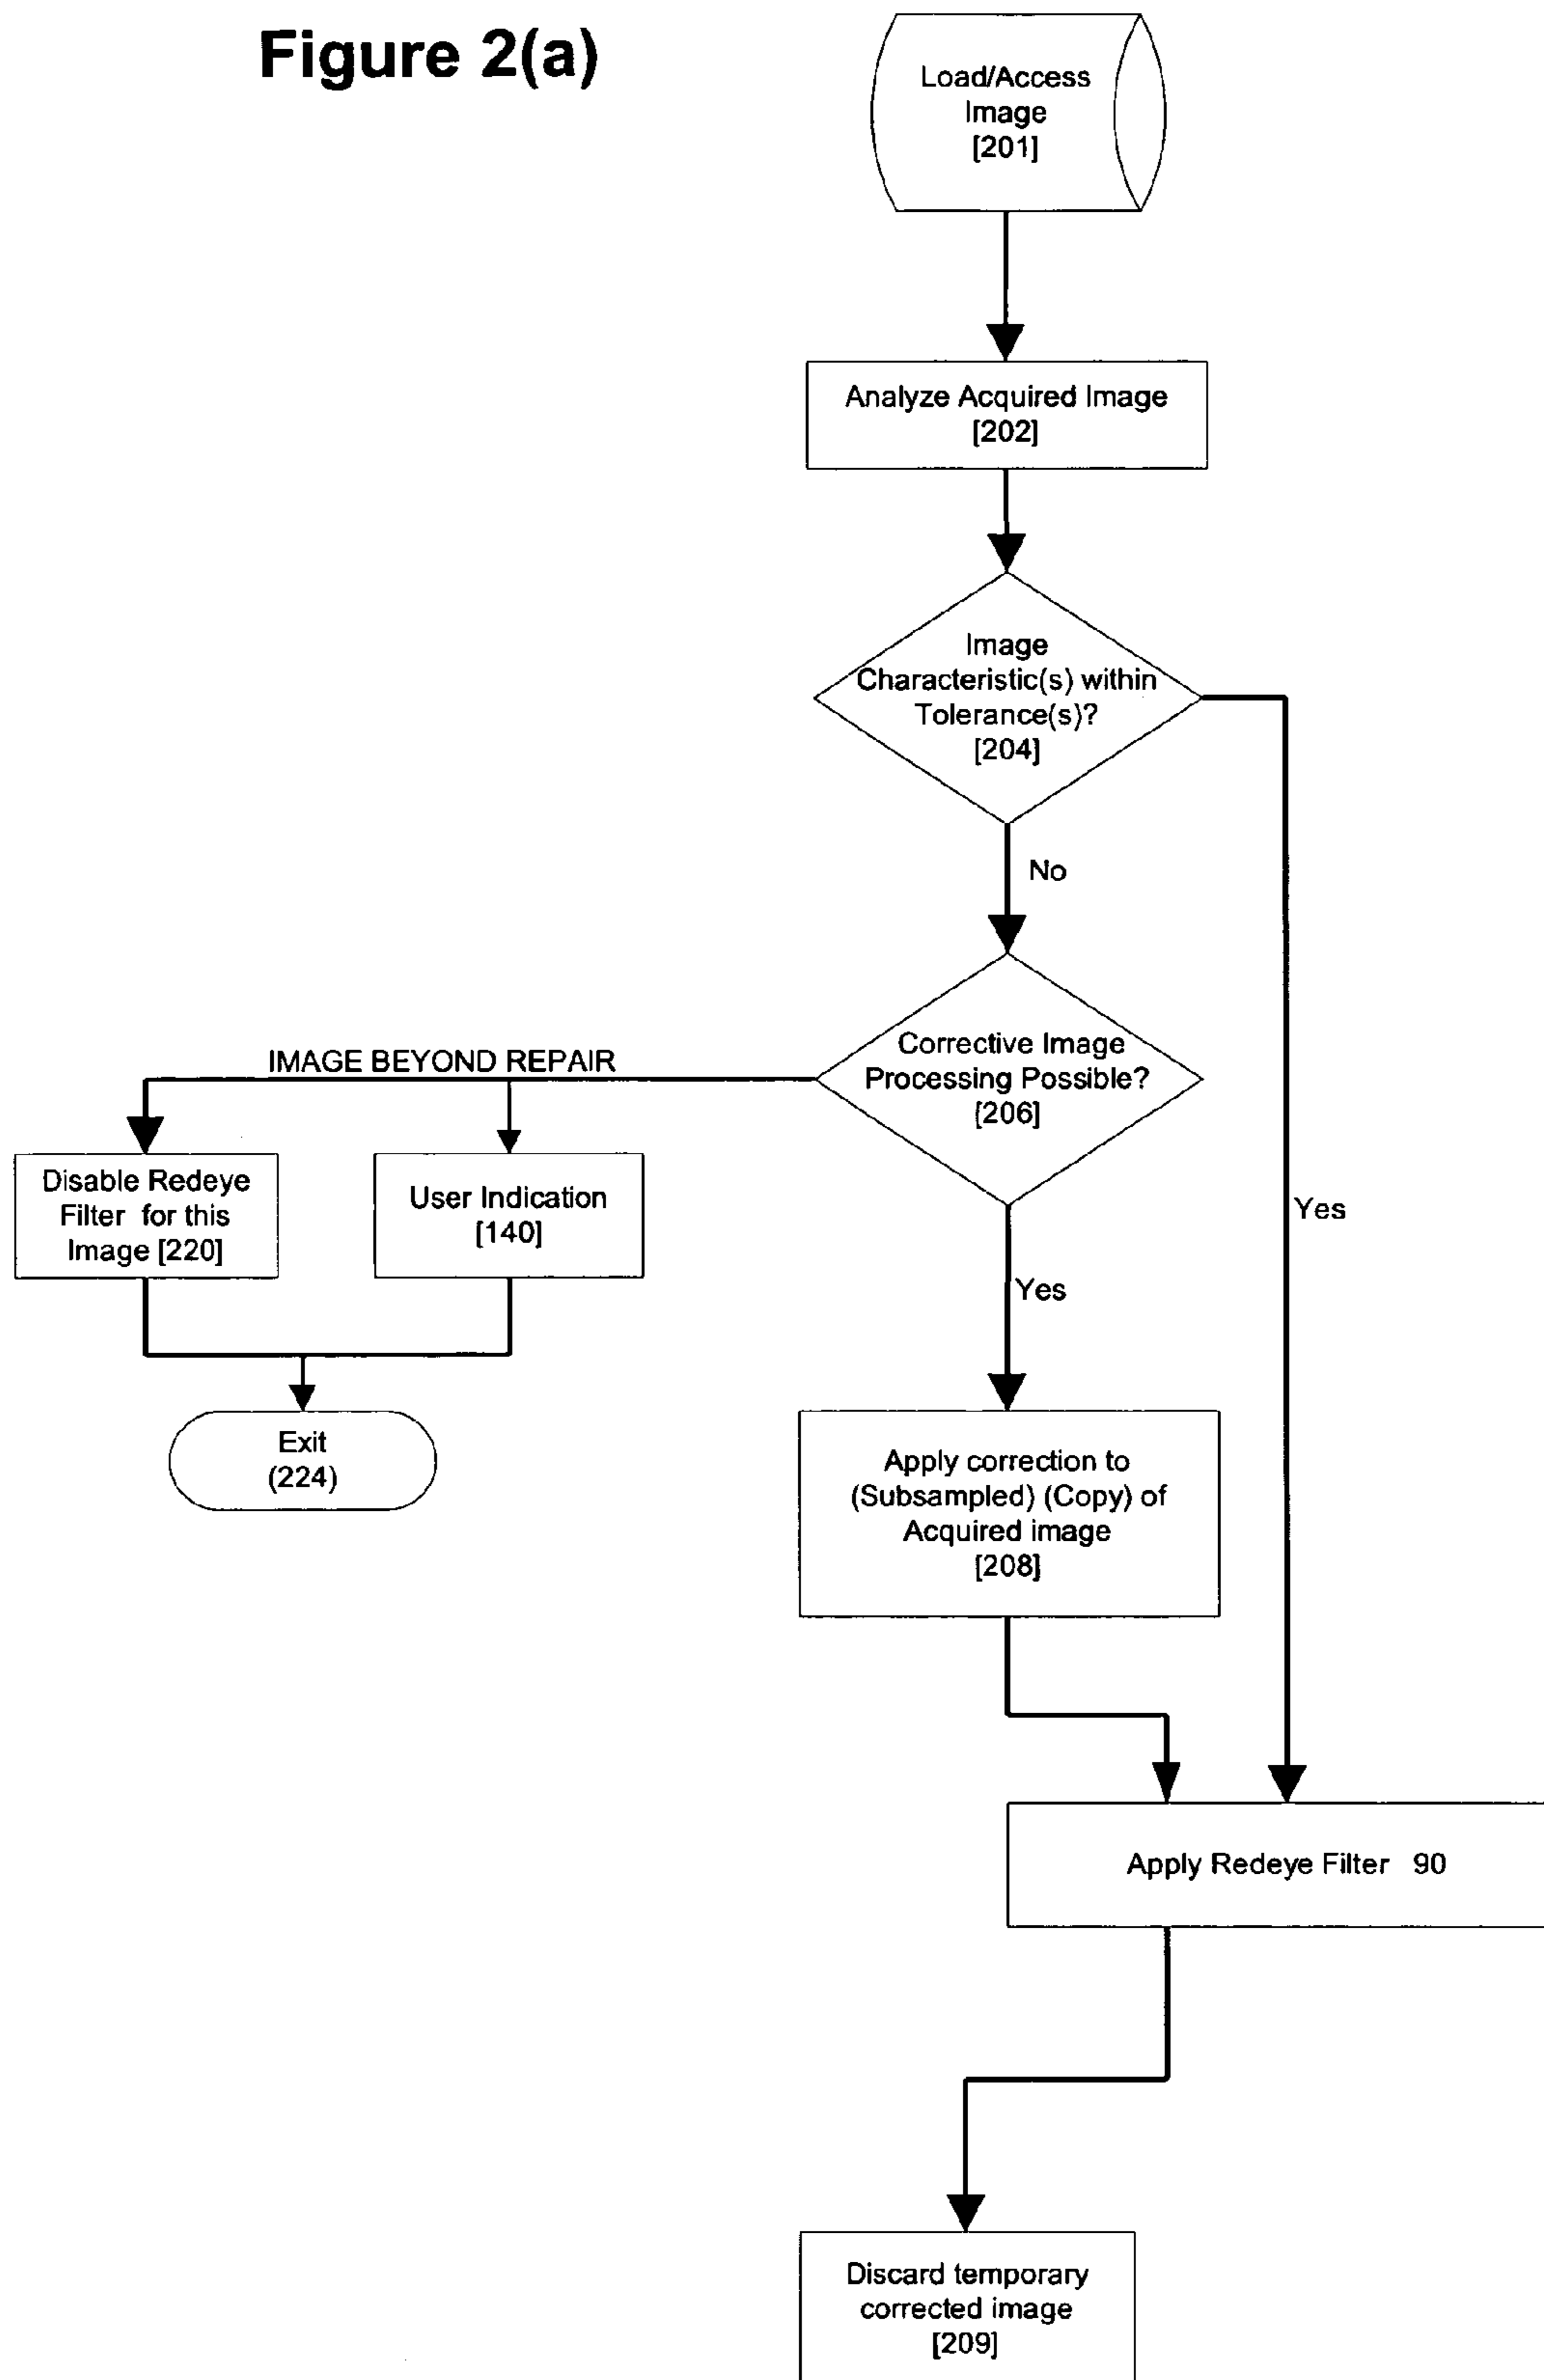 Figure 2(a)
Load/Access
Image
[201]
Analyze Acquired Image
[202]
Image
Characteristic(s) within
Tolerance(s)?
[204]
No
Yes
Corrective Image
Processing Possible?
[206]
IMAGE BEYOND REPAIR
Disable Redeye
Filter for this
Image [220]
User Indication
[140]
Exit
(224)
Yes
Apply correction to
(Subsampled) (Copy) of
Acquired image
[208]
Apply Redeye Filter 90
Discard temporary
corrected image
[209]